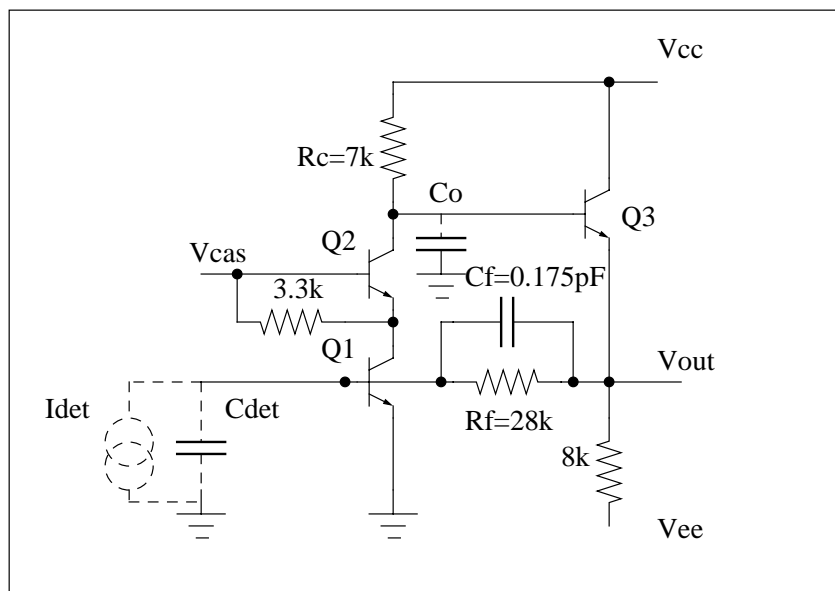 Vcc
Rc=7k
Co
Q3
Q2
Vcas
Cf=0.175pF
3.3k
Q1
Vout
Idet
Cdet
Rf=28k
8k
Vee